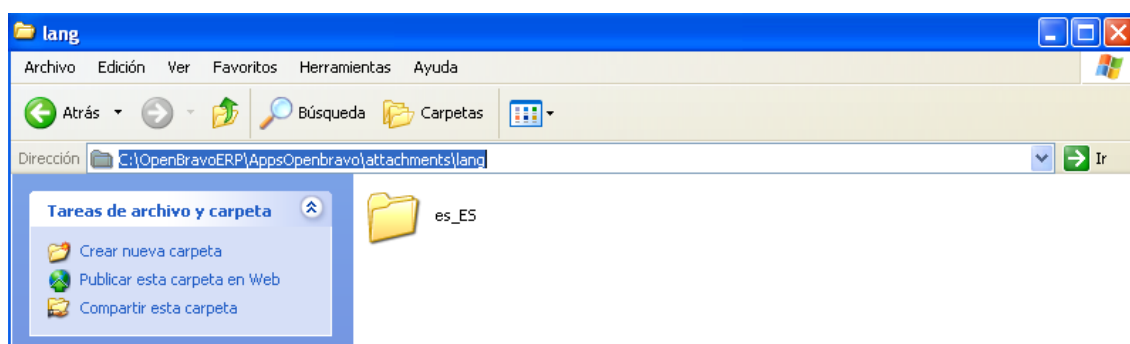 lang
Archivo Edición Ver Favoritos Herramientas Ayuda
Atrás Búsqueda Carpetas
Dirección C:\OpenBravoERP\AppsOpenbravo\attachments\lang Ir
Tareas de archivo y carpeta
es_ES
Crear nueva carpeta
Publicar esta carpeta en Web
Compartir esta carpeta